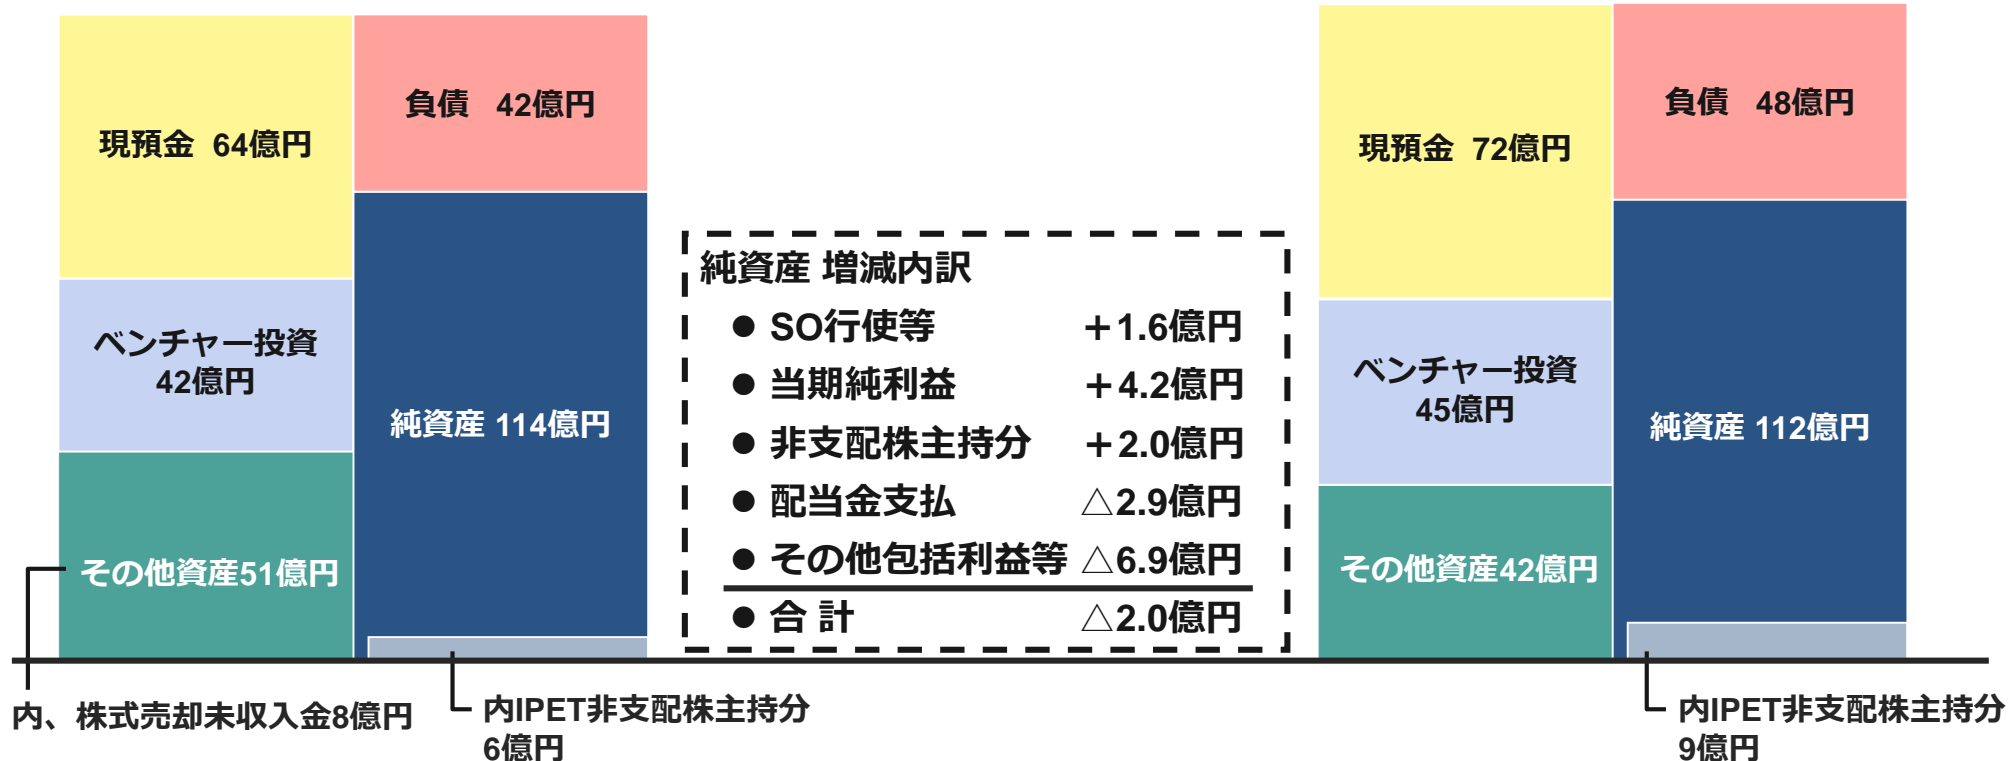 現預金 64億円
負債 42億円
ベンチャー投資
42億円
純資産 114億円
その他資産51億円
内、株式売却未収入金8億円
内IPET非支配株主持分
6億円
純資産 増減内訳
● SO行使等 +1.6億円
● 当期純利益 +4.2億円
● 非支配株主持分 +2.0億円
● 配当金支払 △2.9億円
● その他包括利益等 △6.9億円
● 合 計 △2.0億円
現預金 72億円
負債 48億円
ベンチャー投資
45億円
純資産 112億円
その他資産42億円
内IPET非支配株主持分
9億円